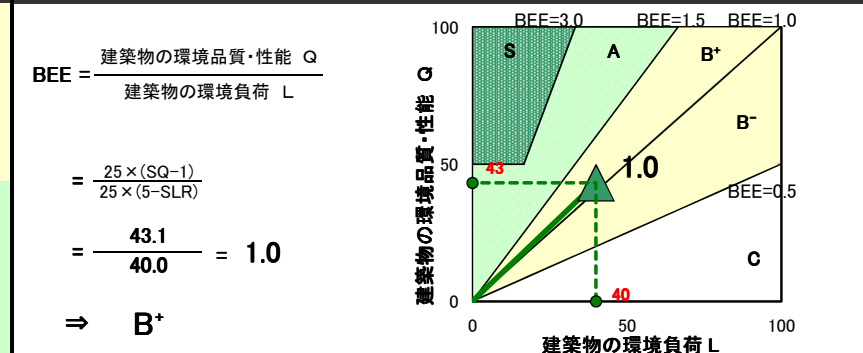 BEE = 建築物の環境品質・性能 Q
建築物の環境負荷 L
= 25×(SQ-1)
25×(5-SLR)
= 43.1
40.0
= 1.0
⇒ B+
BEE=3.0 BEE=1.5 BEE=1.0
100
S A B+
B-
50
43
1.0
BEE=0.5
C
40
0
0 50 100
建築物の環境品質・性能 Q
建築物の環境負荷 L